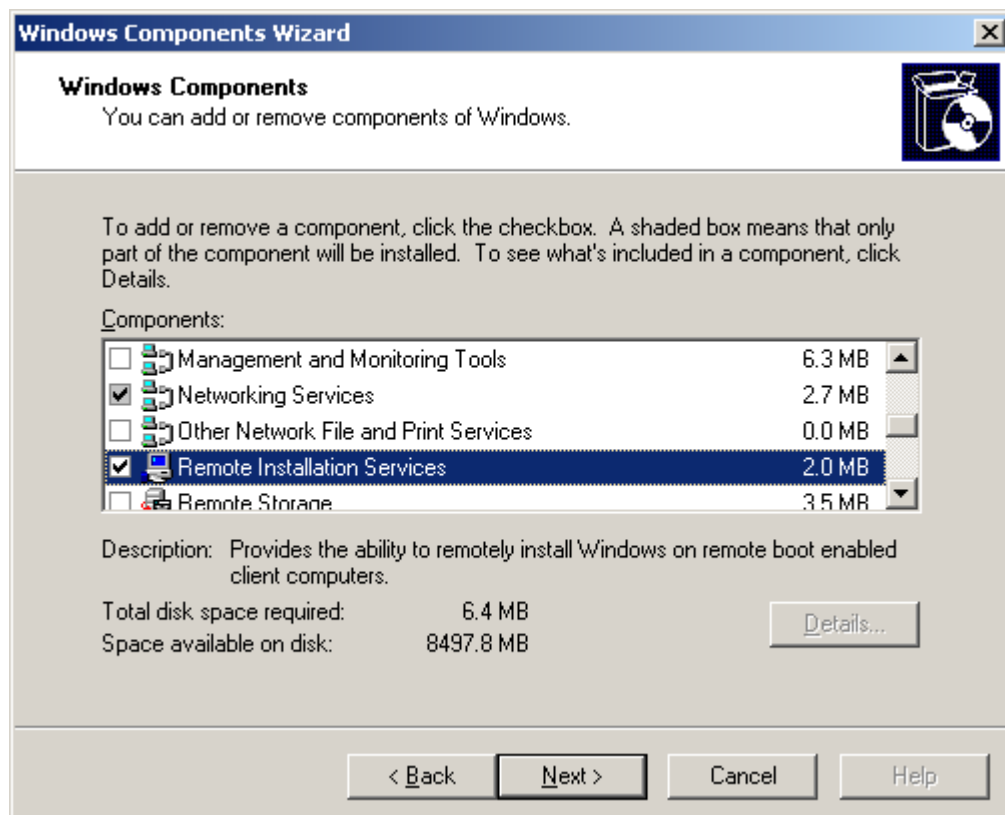 Windows Components Wizard
Windows Components
You can add or remove components of Windows.
To add or remove a component, click the checkbox. A shaded box means that only
part of the component will be installed. To see what's included in a component, click
Details.
Components:
Management and Monitoring Tools 6.3 MB
Networking Services 2.7 MB
Other Network File and Print Services 0.0 MB
Remote Installation Services 2.0 MB
Remote Storage 3.5 MB
Description: Provides the ability to remotely install Windows on remote boot enabled
client computers.
Total disk space required: 6.4 MB
Space available on disk: 8497.8 MB
Details...
< Back Next > Cancel Help